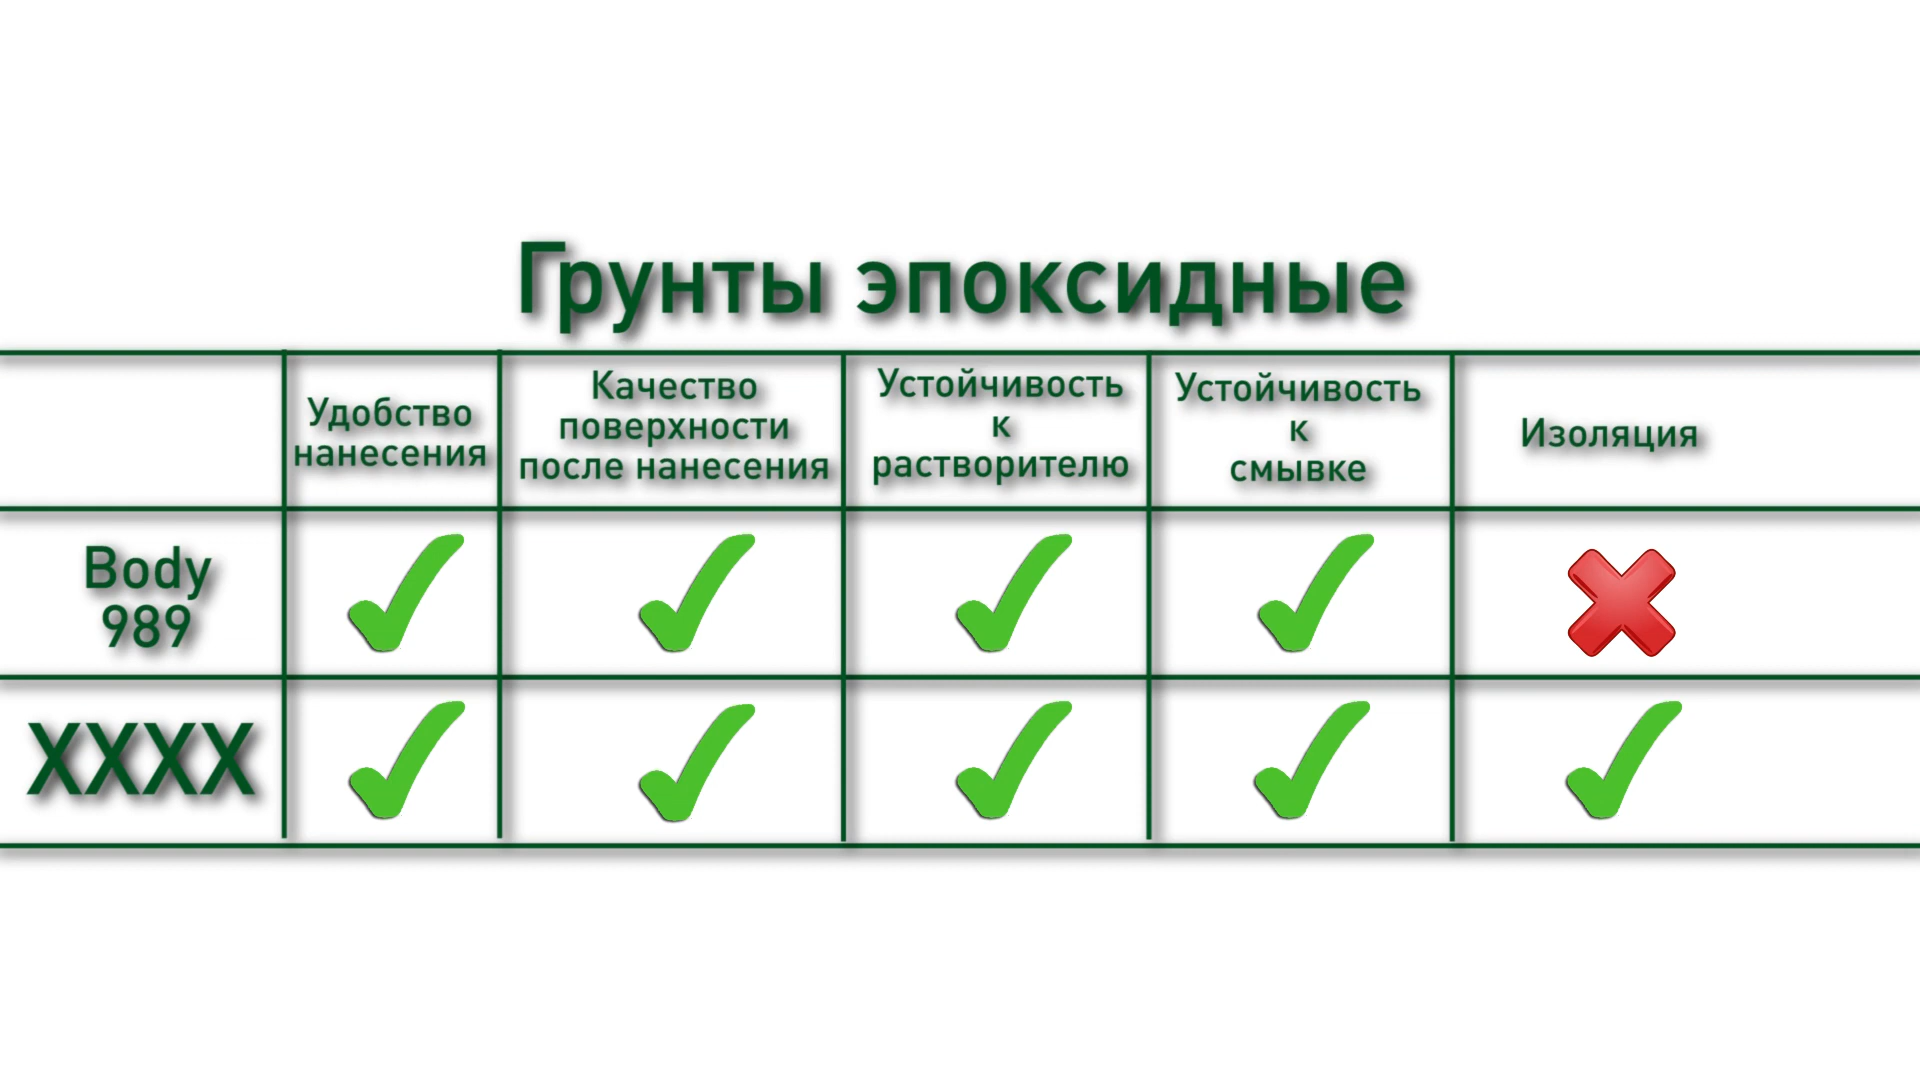 Грунты эпоксидные
Удобство
нанесения
Качество
поверхности
после нанесения
Устойчивость
к
растворителю
Устойчивость
к
смывке
Изоляция
Body
989
XXXX